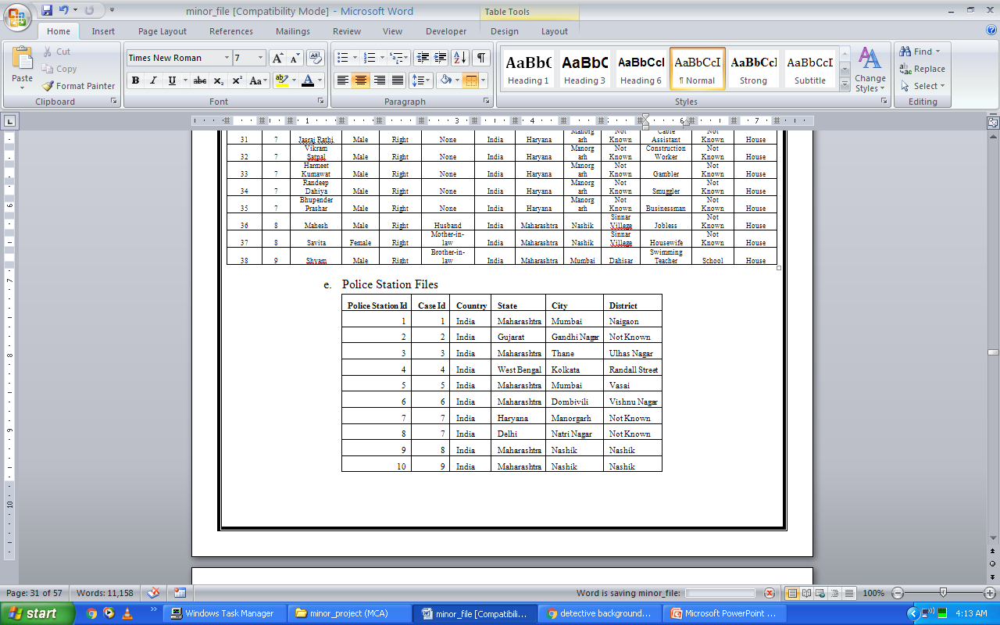 minor_file [Compatibility Mode] - Microsoft Word
Table Tools
Home Insert Page Layout References Mailings Review View Developer Design Layout
Paste
Cut
Copy
Format Painter
Clipboard
Times New Roman 7
Font
Paragraph
AaBbC Heading 1
AaBbC Heading 3
AaBbCcI Heading 6
AaBbCcI ¶ Normal
AaBbCcI Strong
AaBbCcI Subtitle
Change Styles
Styles
Find
Replace
Select
Editing
31 7 Jasraj Rathi Male Right None India Haryana Manorg arh Not Known Cable Assistant Not Known House
32 7 Vikram Satpal Male Right None India Haryana Manorg arh Not Known Construction Worker Not Known House
33 7 Harmeet Kumawat Male Right None India Haryana Manorg arh Not Known Gambler Not Known House
34 7 Randeep Dahiya Male Right None India Haryana Manorg arh Not Known Smuggler Not Known House
35 7 Bhupender Prashar Male Right None India Haryana Manorg arh Not Known Businessman Not Known House
36 8 Mahesh Male Right Husband India Maharashtra Nashik Sinnar Villege Jobless Not Known House
37 8 Savita Female Right Mother-in-law India Maharashtra Nashik Sinnar Villege Housewife Not Known House
38 9 Shyam Male Right Brother-in-law India Maharashtra Mumbai Dahisar Swimming Teacher School House
e. Police Station Files
Police Station Id Case Id Country State City District
1 1 India Maharashtra Mumbai Naigaon
2 2 India Gujarat Gandhi Nagar Not Known
3 3 India Maharashtra Thane Ulhas Nagar
4 4 India West Bengal Kolkata Randall Street
5 5 India Maharashtra Mumbai Vasai
6 6 India Maharashtra Dombivili Vishnu Nagar
7 7 India Haryana Manorgarh Not Known
8 7 India Delhi Natri Nagar Not Known
9 8 India Maharashtra Nashik Nashik
10 9 India Maharashtra Nashik Nashik
Page: 31 of 57 Words: 11,158 Word is saving minor_file: 100%
start Windows Task Manager minor_project (MCA) minor_file [Compatibili... detective background... Microsoft PowerPoint ... 4:13 AM